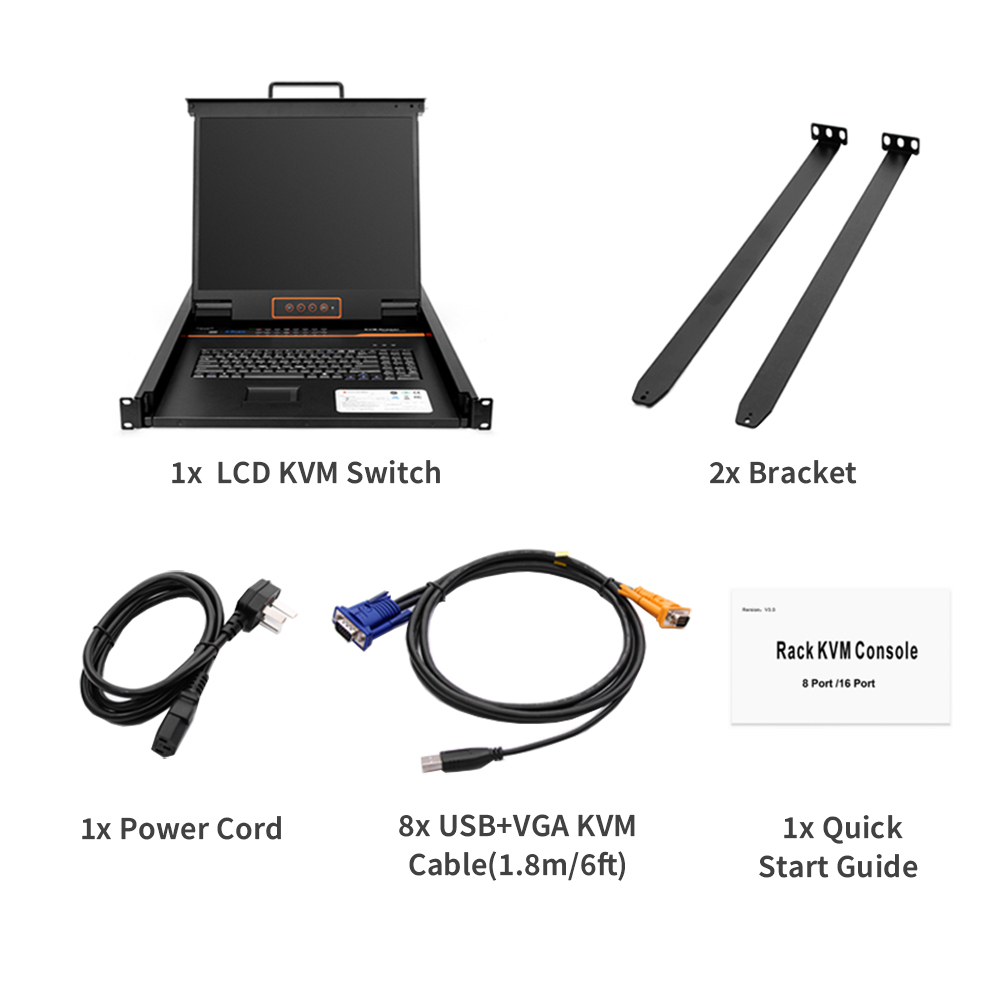 1x LCD KVM Switch
2x Bracket
Rack KVM Console
8 Port /16 Port
1x Power Cord
8x USB+VGA KVM
Cable(1.8m/6ft)
1x Quick
Start Guide